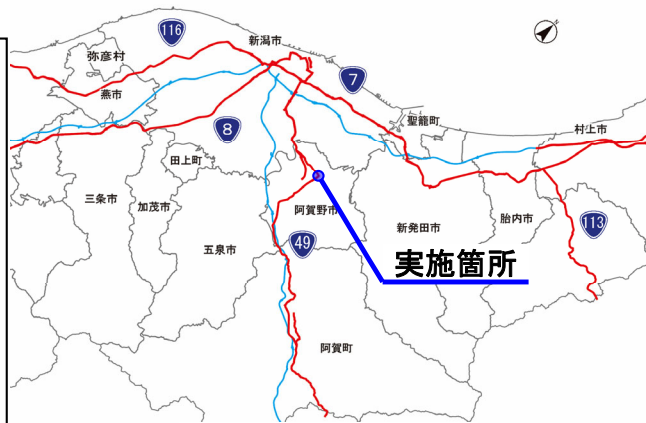 116
新潟市
弥彦村
7
燕市
聖籠町
8
村上市
田上町
三条市
加茂市
阿賀野市
新発田市
胎内市
113
五泉市
49
実施箇所
阿賀町